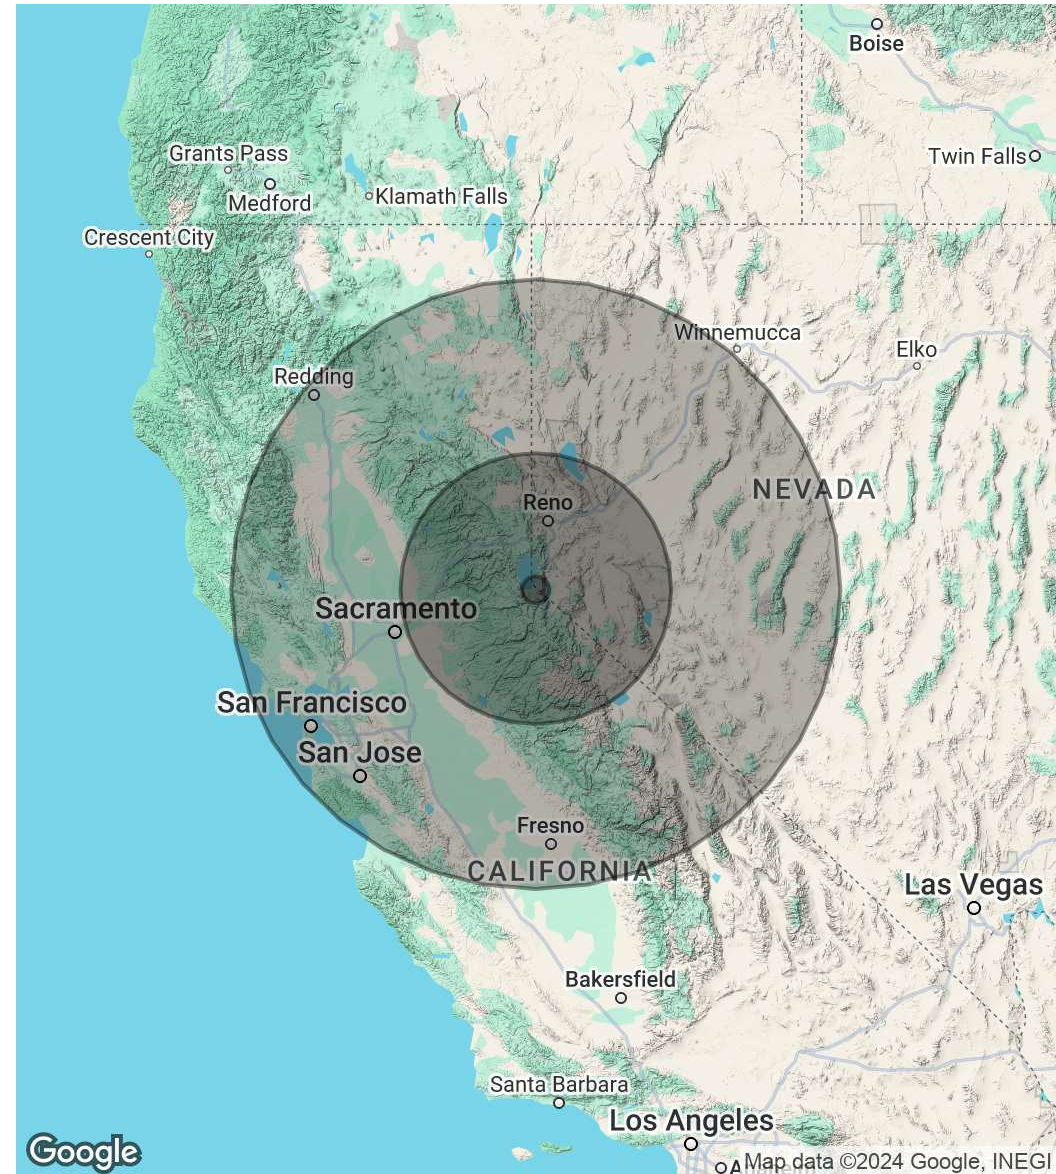 Boise
Grants Pass
Twin Falls
Medford
Klamath Falls
Crescent City
Winnemucca
Elko
Redding
NEVADA
Reno
Sacramento
San Francisco
San Jose
Fresno
CALIFORNIA
Las Vegas
Bakersfield
Santa Barbara
Los Angeles
Google
Map data ©2024 Google, INEGI